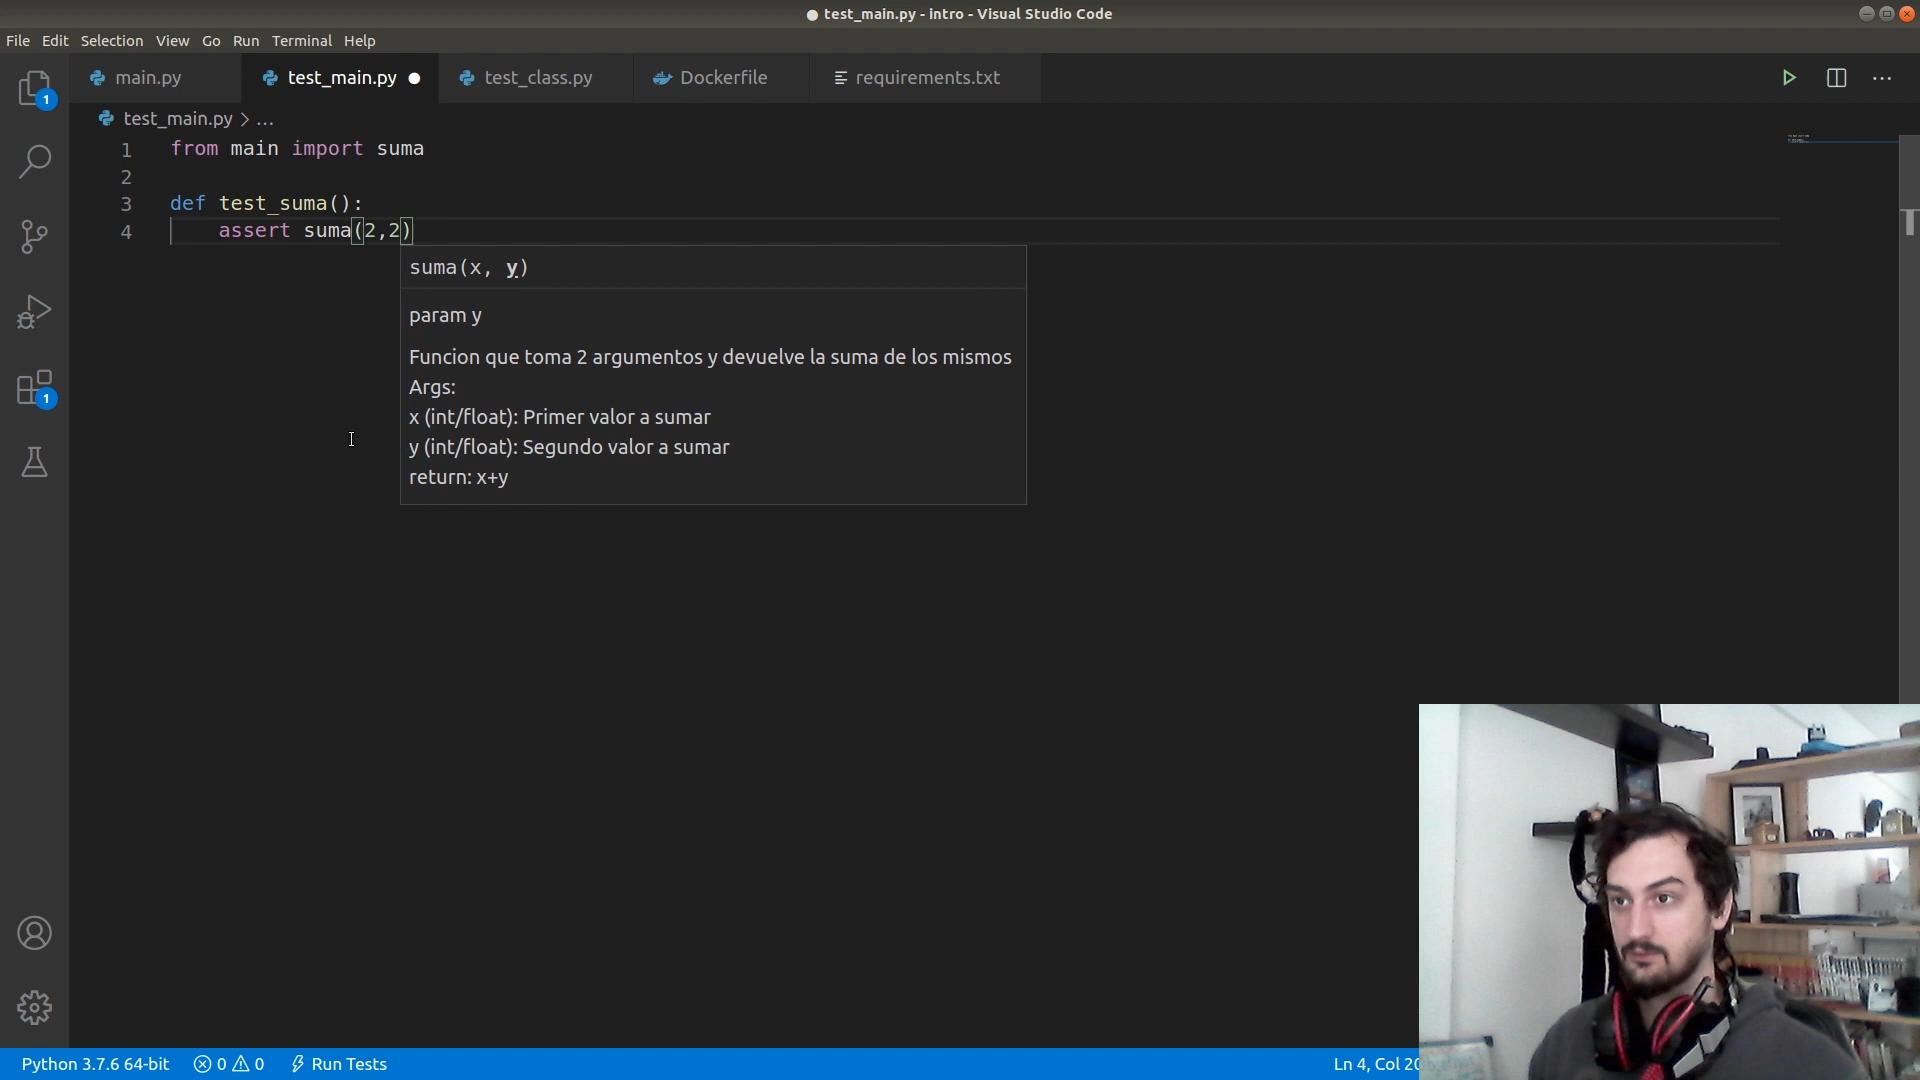 test_main.py - intro - Visual Studio Code
File Edit Selection View Go Run Terminal Help
main.py test_main.py test_class.py Dockerfile requirements.txt
test_main.py > ...
1 from main import suma
2
3 def test_suma():
4 assert suma(2,2)
suma(x, y)
param y
Funcion que toma 2 argumentos y devuelve la suma de los mismos
Args:
x (int/float): Primer valor a sumar
y (int/float): Segundo valor a sumar
return: x+y
1
1
Python 3.7.6 64-bit 0 0 Run Tests Ln 4, Col 20